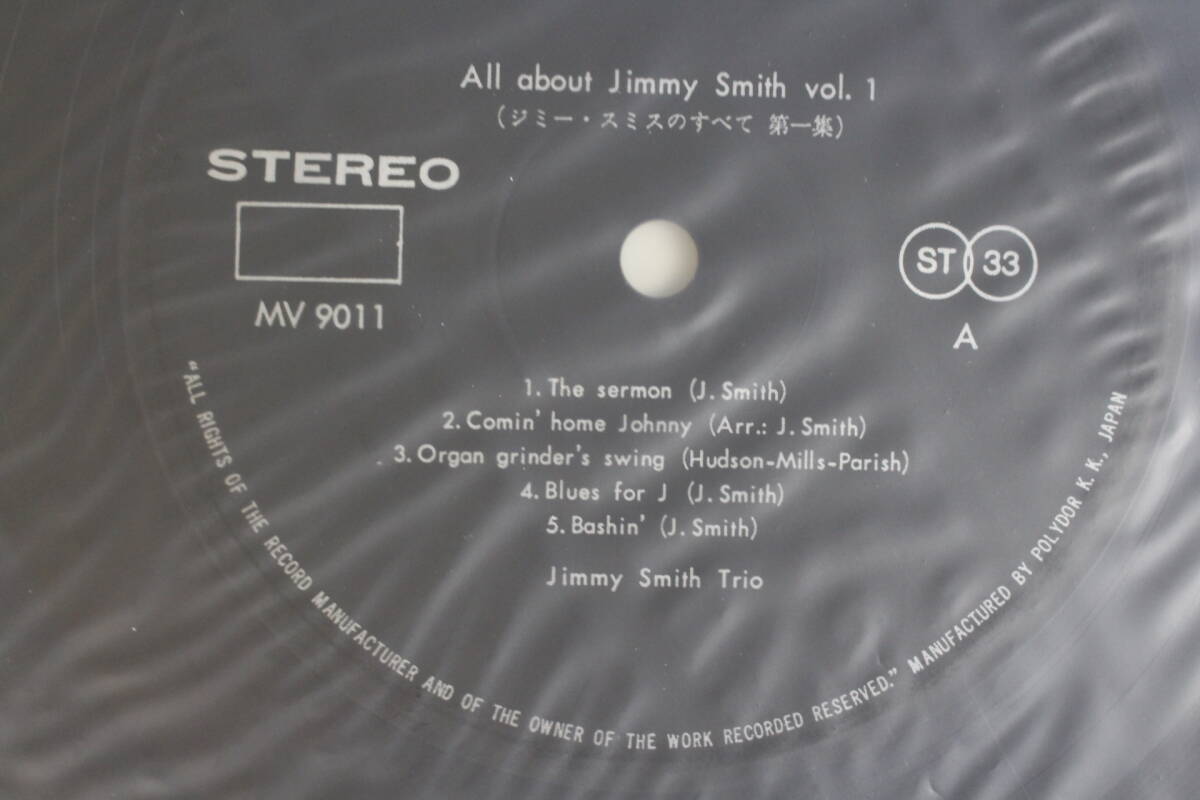 All about Jimmy Smith vol. 1
(ジミー・スミスのすべて 第一集)
STEREO
MV 9011
ST 33
A
1. The sermon (J. Smith)
2. Comin' home Johnny (Arr.: J. Smith)
3. Organ grinder's swing (Hudson-Mills-Parish)
4. Blues for J (J. Smith)
5. Bashin' (J. Smith)
Jimmy Smith Trio
"ALL RIGHTS OF THE RECORD MANUFACTURER AND OF THE OWNER OF THE WORK RECORDED RESERVED." MANUFACTURED BY POLYDOR K. K., JAPAN